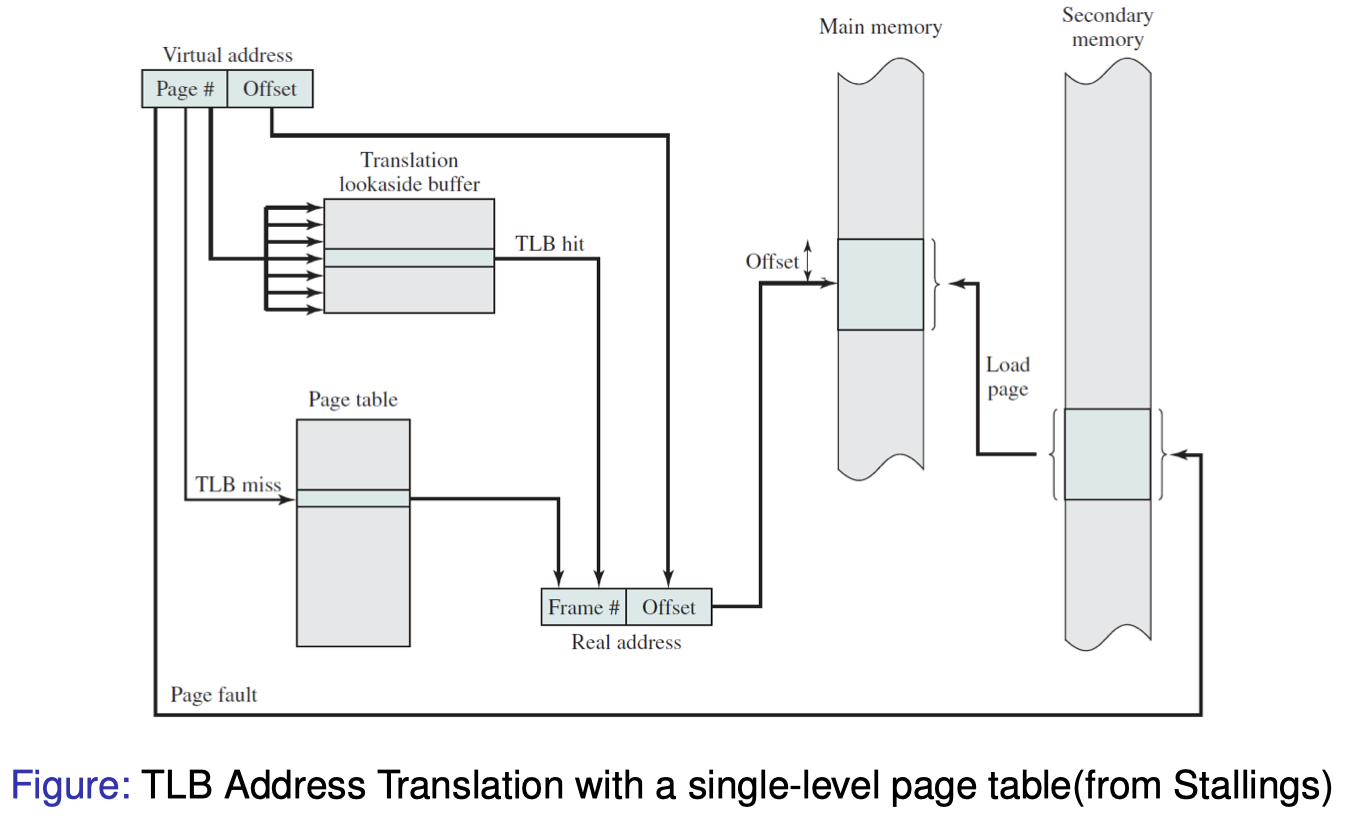 Virtual address
Page #
Offset
Translation
lookaside buffer
TLB hit
Page table
TLB miss
Frame #
Offset
Real address
Page fault
Main memory
Offset
Load
page
Secondary
memory
Figure: TLB Address Translation with a single-level page table(from Stallings)